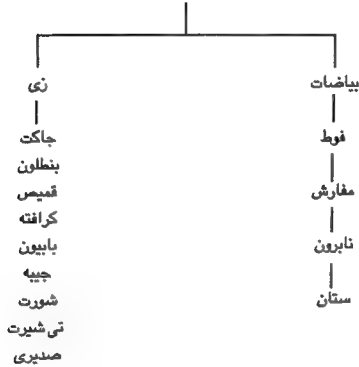 بياضات
فوط
مفارش
نابرون
ستان
زى
جاكت
بنطلون
قميص
كرافته
بابيون
جيبه
شورت
تى شيرت
صديرى